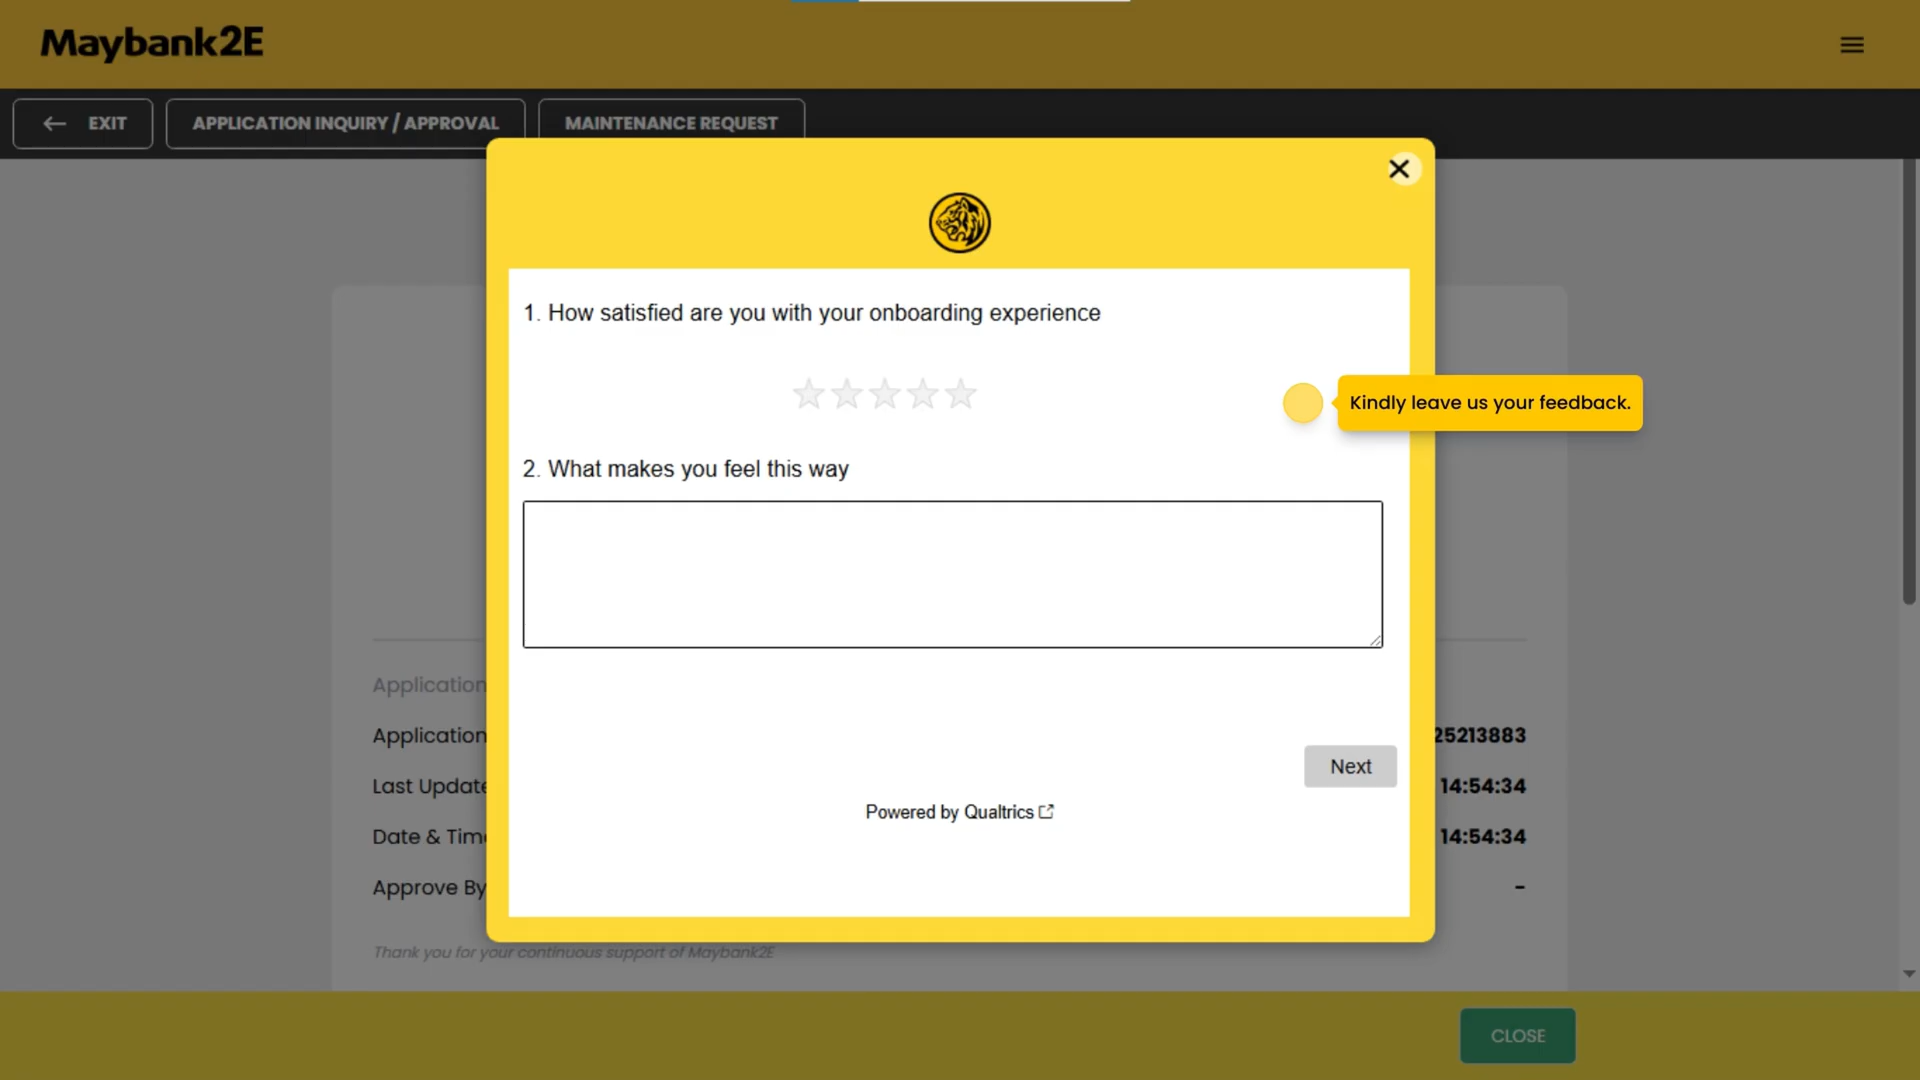 Maybank2E
EXIT
APPLICATION INQUIRY / APPROVAL
MAINTENANCE REQUEST
1. How satisfied are you with your onboarding experience
Kindly leave us your feedback.
2. What makes you feel this way
Next
Powered by Qualtrics
Application
Application
25213883
Last Update
14:54:34
Date & Tim
14:54:34
Approve By
-
Thank you for your continuous support of Maybank2E
CLOSE